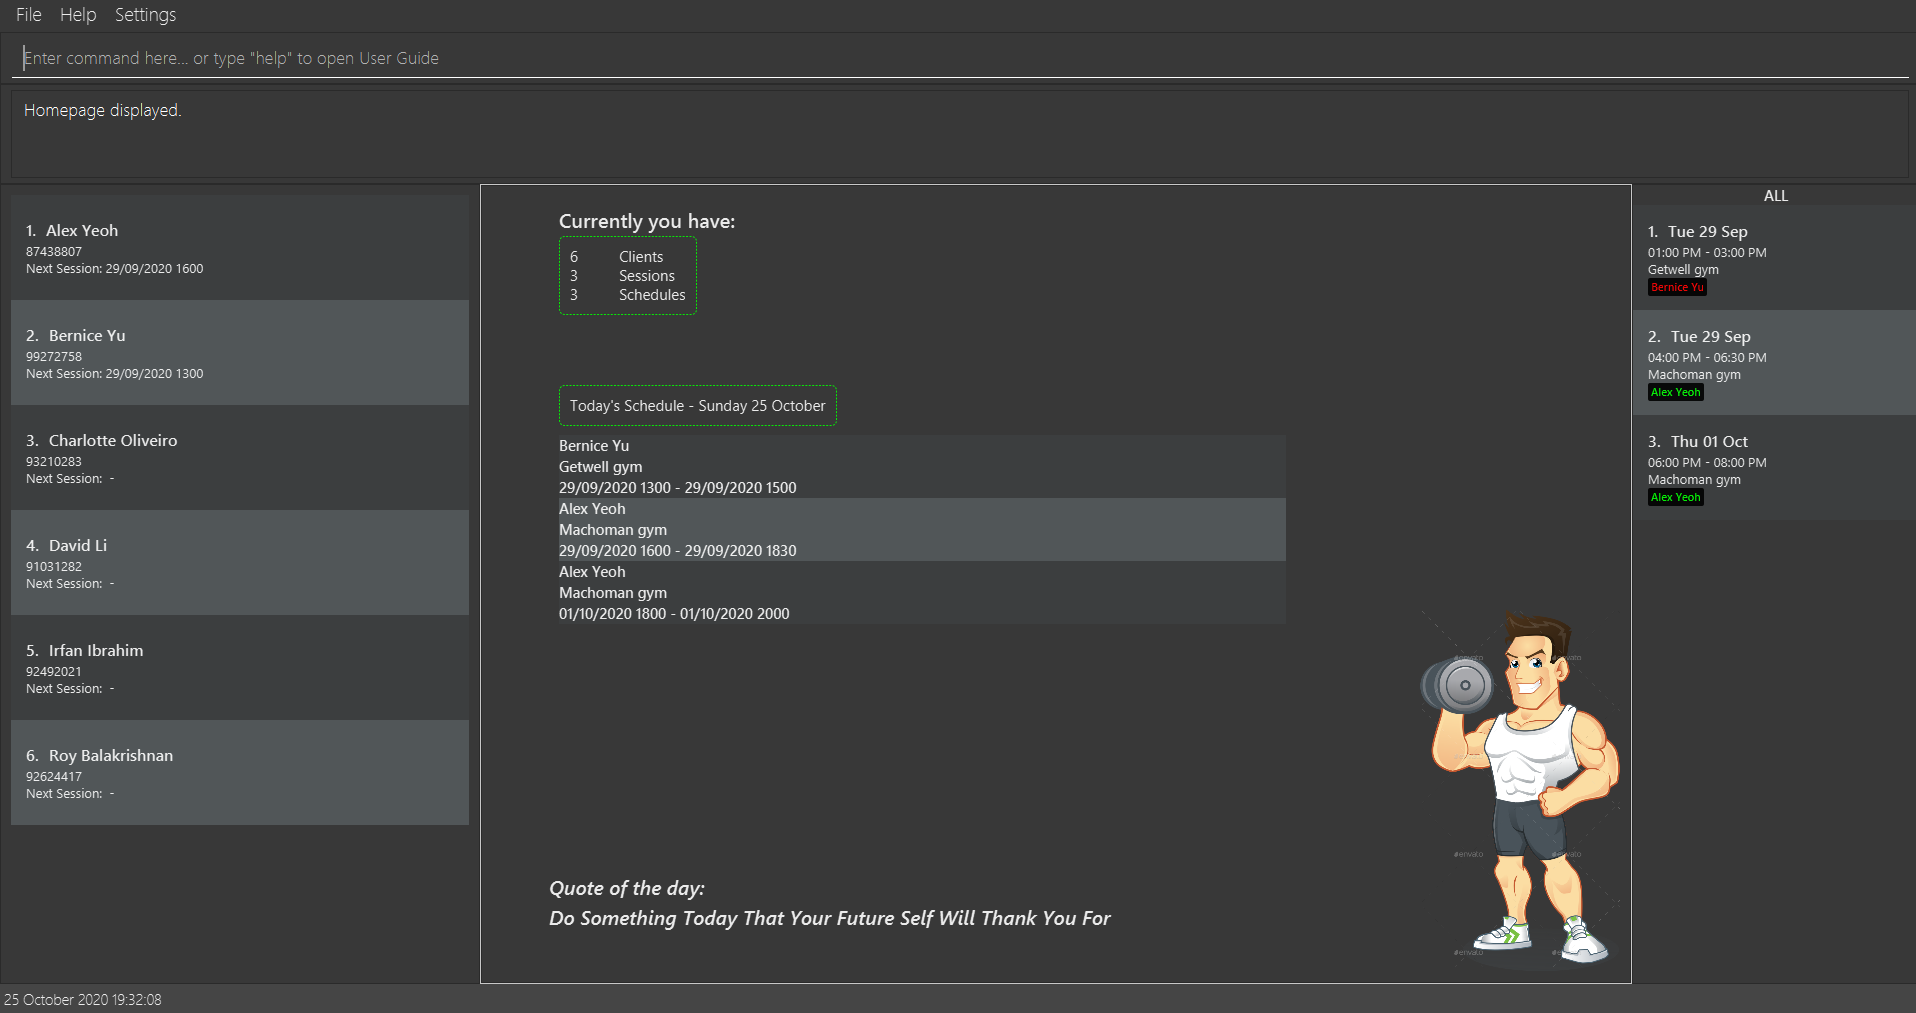 File Help Settings
Enter command here... or type "help" to open User Guide
Homepage displayed.
1. Alex Yeoh
87438807
Next Session: 29/09/2020 1600
2. Bernice Yu
99272758
Next Session: 29/09/2020 1300
3. Charlotte Oliveiro
93210283
Next Session: -
4. David Li
91031282
Next Session: -
5. Irfan Ibrahim
92492021
Next Session: -
6. Roy Balakrishnan
92624417
Next Session: -
Currently you have:
6 Clients
3 Sessions
3 Schedules
Today's Schedule - Sunday 25 October
Bernice Yu
Getwell gym
29/09/2020 1300 - 29/09/2020 1500
Alex Yeoh
Machoman gym
29/09/2020 1600 - 29/09/2020 1830
Alex Yeoh
Machoman gym
01/10/2020 1800 - 01/10/2020 2000
Quote of the day:
Do Something Today That Your Future Self Will Thank You For
ALL
1. Tue 29 Sep
01:00 PM - 03:00 PM
Getwell gym
Bernice Yu
2. Tue 29 Sep
04:00 PM - 06:30 PM
Machoman gym
Alex Yeoh
3. Thu 01 Oct
06:00 PM - 08:00 PM
Machoman gym
Alex Yeoh
25 October 2020 19:32:08